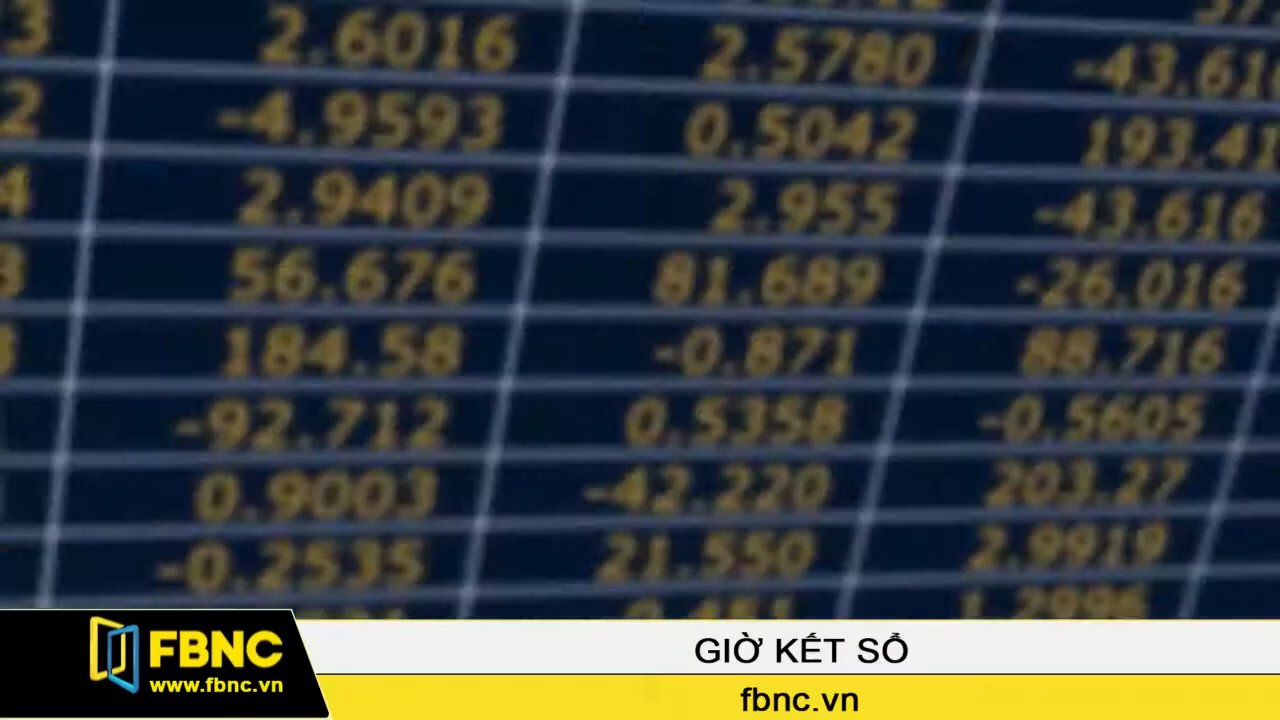 2.6016 2.5780
-4.9593 0.5042 193.41
2.9409 2.955 -43.616
56.676 81.689 -26.016
184.58 -0.871 88.716
-92.712 0.5358 -0.5605
0.9003 -42.220 203.27
-0.2535 21.550 2.9919
FBNC
www.fbnc.vn
GIỜ KẾT SỔ
fbnc.vn